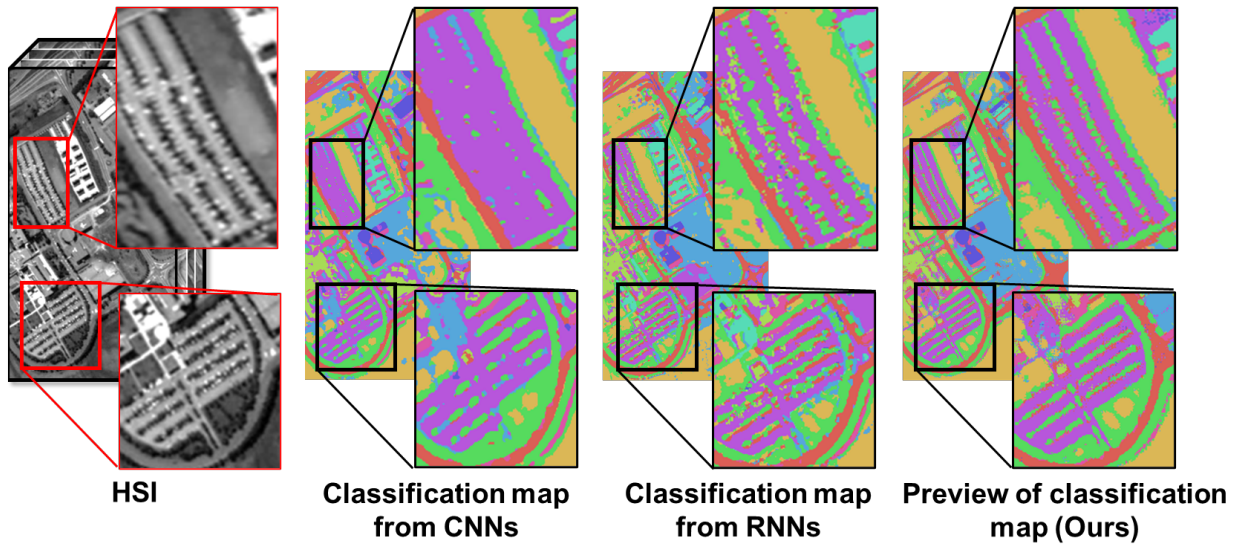 HSI
Classification map
from CNNs
Classification map
from RNNs
Preview of classification
map (Ours)